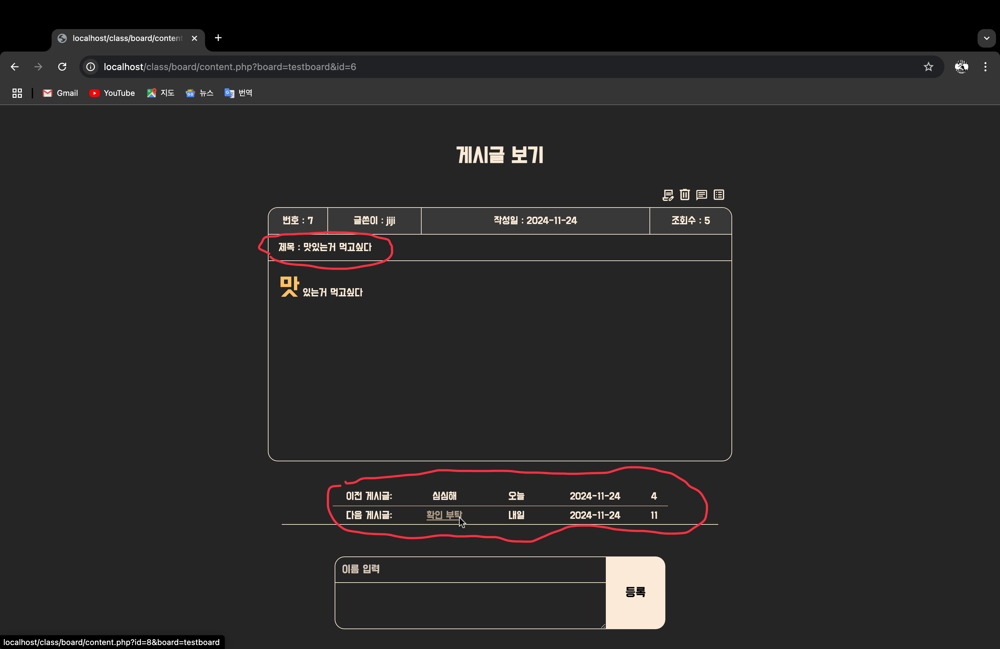 localhost/class/board/content
localhost/class/board/content.php?board=testboard&id=6
Gmail YouTube 지도 뉴스 번역
게시글 보기
번호 : 7 글쓴이 : jiji 작성일 : 2024-11-24 조회수 : 5
제목 : 맛있는거 먹고싶다
맛 있는거 먹고싶다
이전 게시글: 심심해 오늘 2024-11-24 4
다음 게시글: 확인 부탁 내일 2024-11-24 11
이름 입력
등록
localhost/class/board/content.php?id=8&board=testboard